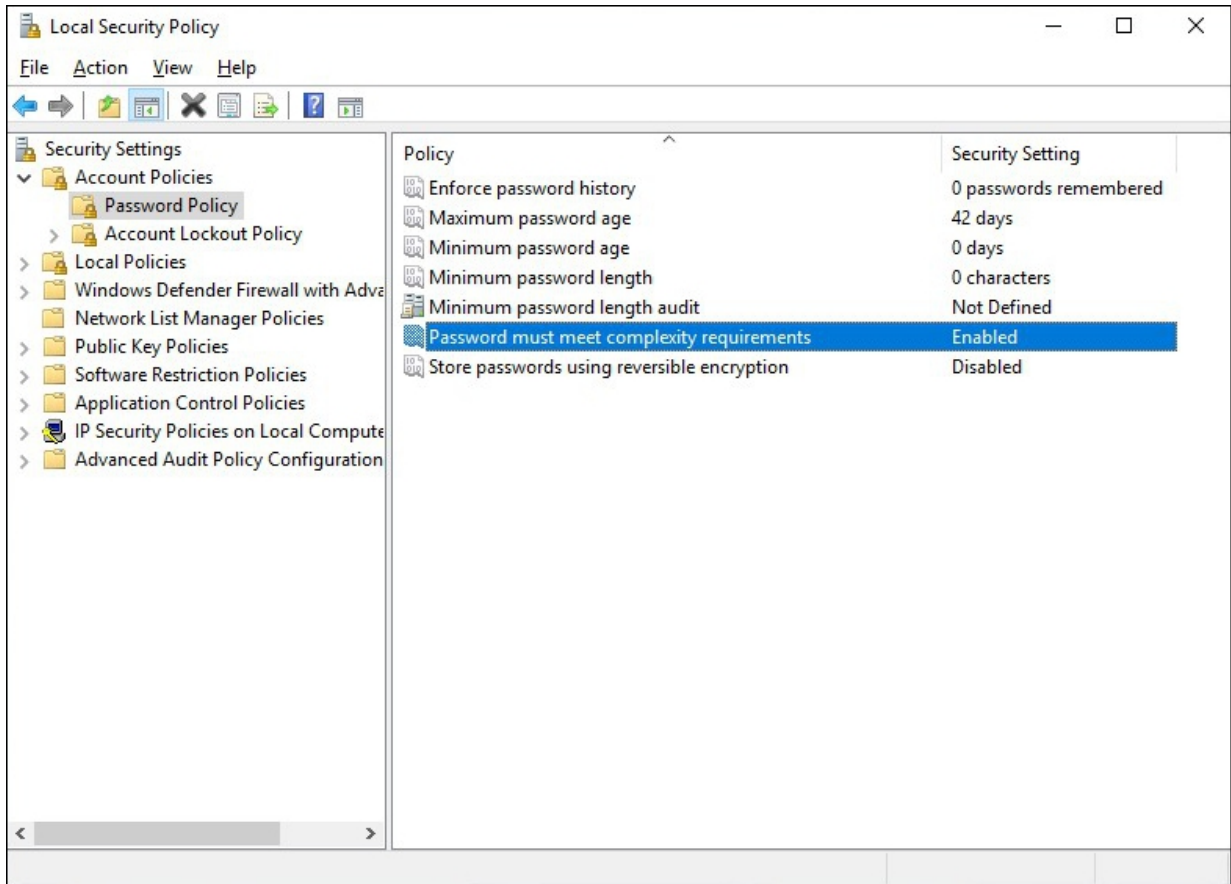 Local Security Policy
File Action View Help
Security Settings
Account Policies
Password Policy
Account Lockout Policy
Local Policies
Windows Defender Firewall with Adva
Network List Manager Policies
Public Key Policies
Software Restriction Policies
Application Control Policies
IP Security Policies on Local Compute
Advanced Audit Policy Configuration
Policy Security Setting
Enforce password history 0 passwords remembered
Maximum password age 42 days
Minimum password age 0 days
Minimum password length 0 characters
Minimum password length audit Not Defined
Password must meet complexity requirements Enabled
Store passwords using reversible encryption Disabled